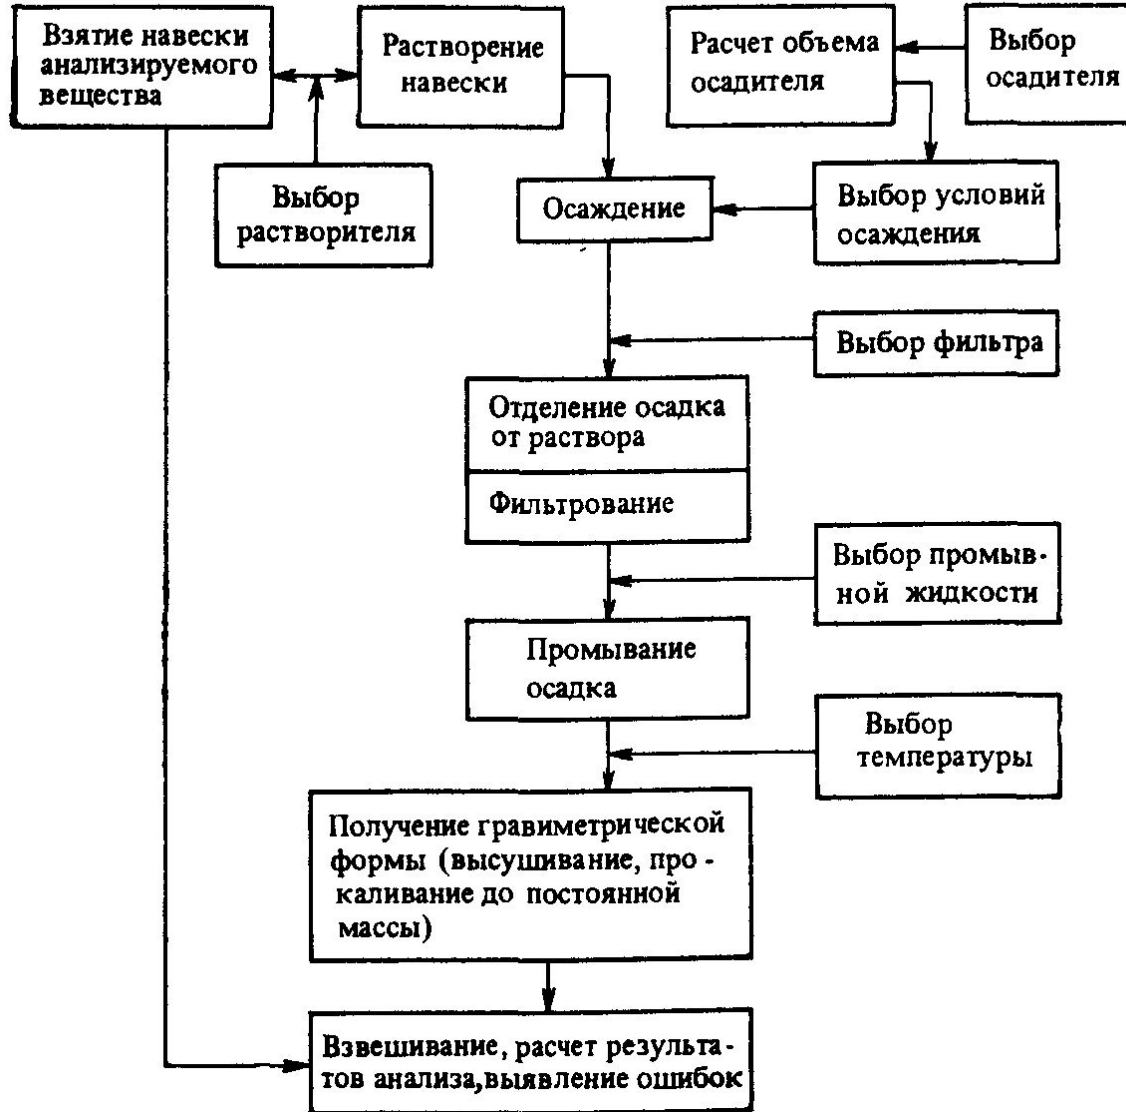 Взятие навески
анализируемого
вещества
Растворение
навески
Расчет объема
осадителя
Выбор
осадителя
Выбор
растворителя
Осаждение
Выбор условий
осаждения
Выбор фильтра
Отделение осадка
от раствора
Фильтрование
Выбор промыв-
ной жидкости
Промывание
осадка
Выбор
температуры
Получение гравиметрической
формы (высушивание, про-
каливание до постоянной
массы)
Взвешивание, расчет результа-
тов анализа,выявление ошибок